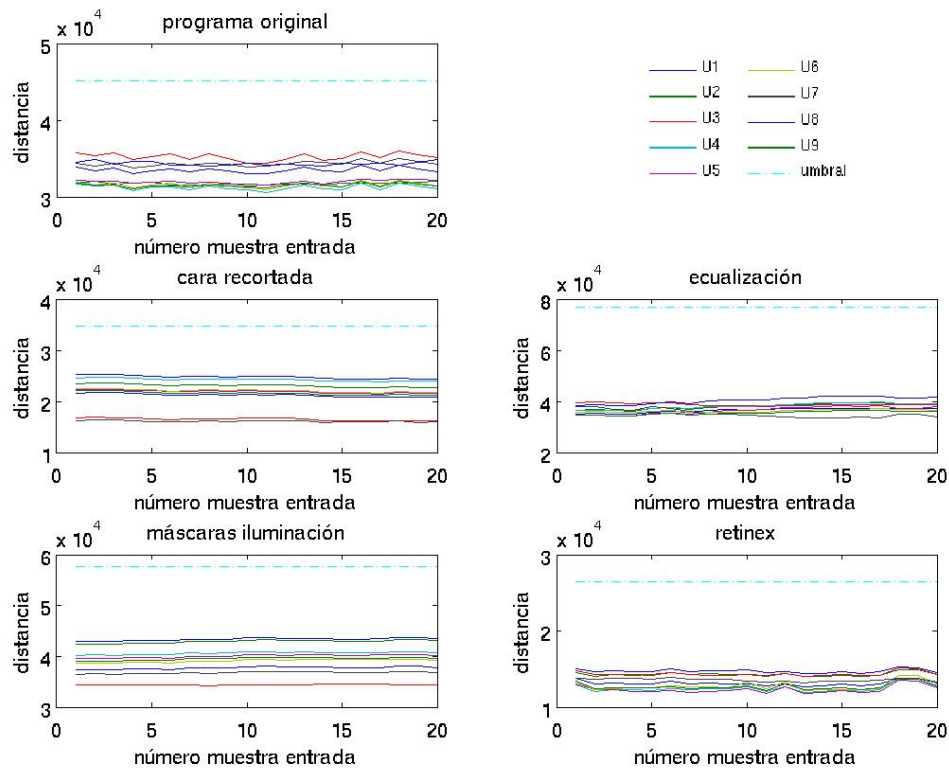 programa original
x 10^4
distancia
5
4
3
0 5 10 15 20
número muestra entrada
U1
U2
U3
U4
U5
U6
U7
U8
U9
umbral
cara recortada
x 10^4
distancia
4
3
2
1
0 5 10 15 20
número muestra entrada
ecualización
x 10^4
distancia
8
6
4
2
0 5 10 15 20
número muestra entrada
máscaras iluminación
x 10^4
distancia
6
5
4
3
0 5 10 15 20
número muestra entrada
retinex
x 10^4
distancia
3
2
1
0 5 10 15 20
número muestra entrada